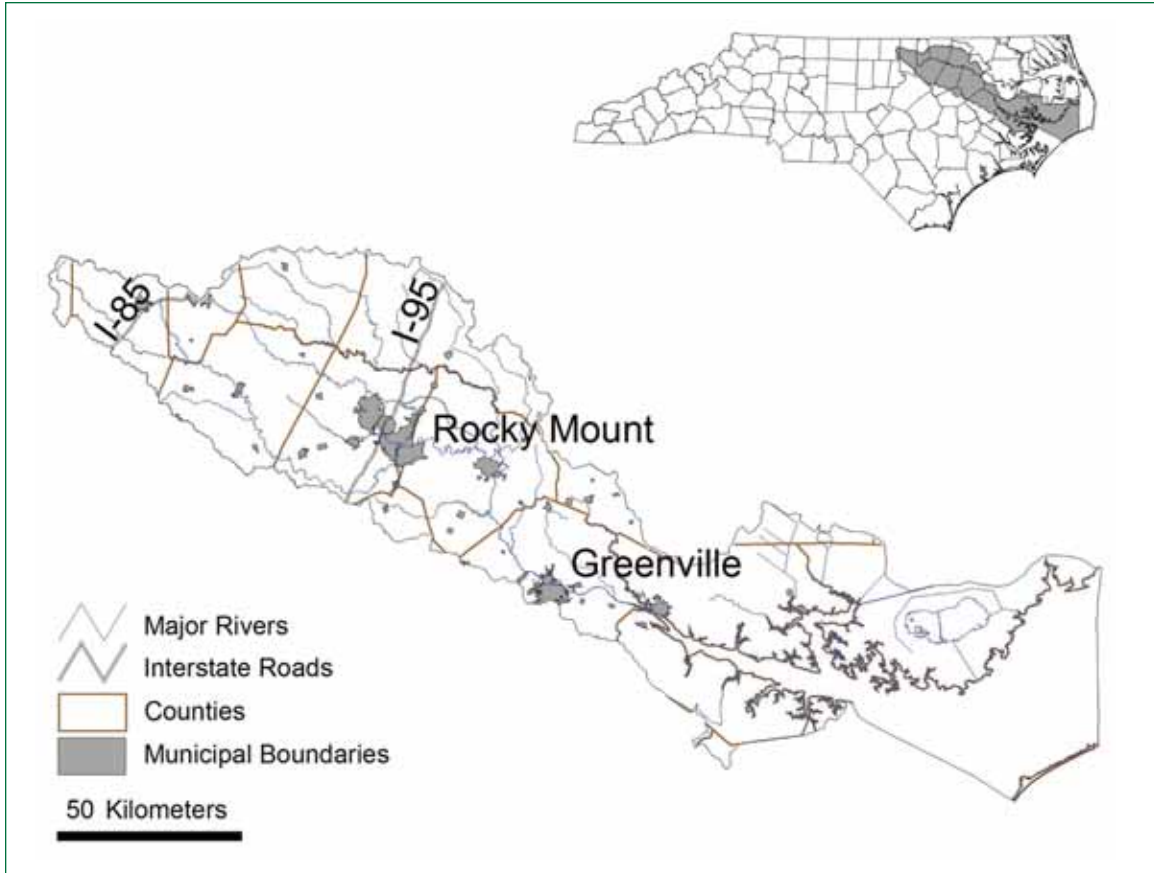 I-85
I-95
Rocky Mount
Greenville
Major Rivers
Interstate Roads
Counties
Municipal Boundaries
50 Kilometers